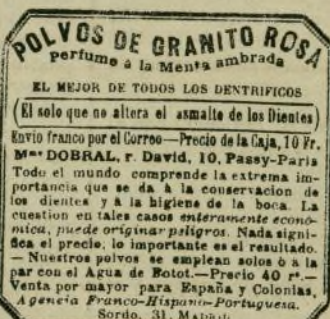 POLVOS DE GRANITO ROSA
Perfume á la Menta ambrada
EL MEJOR DE TODOS LOS DENTRIFICOS
(El solo que no altera el asmalte de los Dientes)
Envio franco por el Correo—Precio de la Caja, 10 Fr.
Mme DOBRAL, r. David, 10, Passy-Paris
Todo el mundo comprende la extrema im-
portancia que se da á la conservacion de
los dientes y á la higiene de la boca. La
cuestion en tales casos enteramente econo-
mica, puede originar peligros. Nada signi-
fica el precio, lo importante es el resultado.
— Nuestros polvos se emplean solos ò á la
par con el Agua de Botot.—Precio 40 rs.—
Venta por mayor para España y Colonias,
Agencia Franco-Hispano-Portuguesa.
Sordo, 31, Madrid.